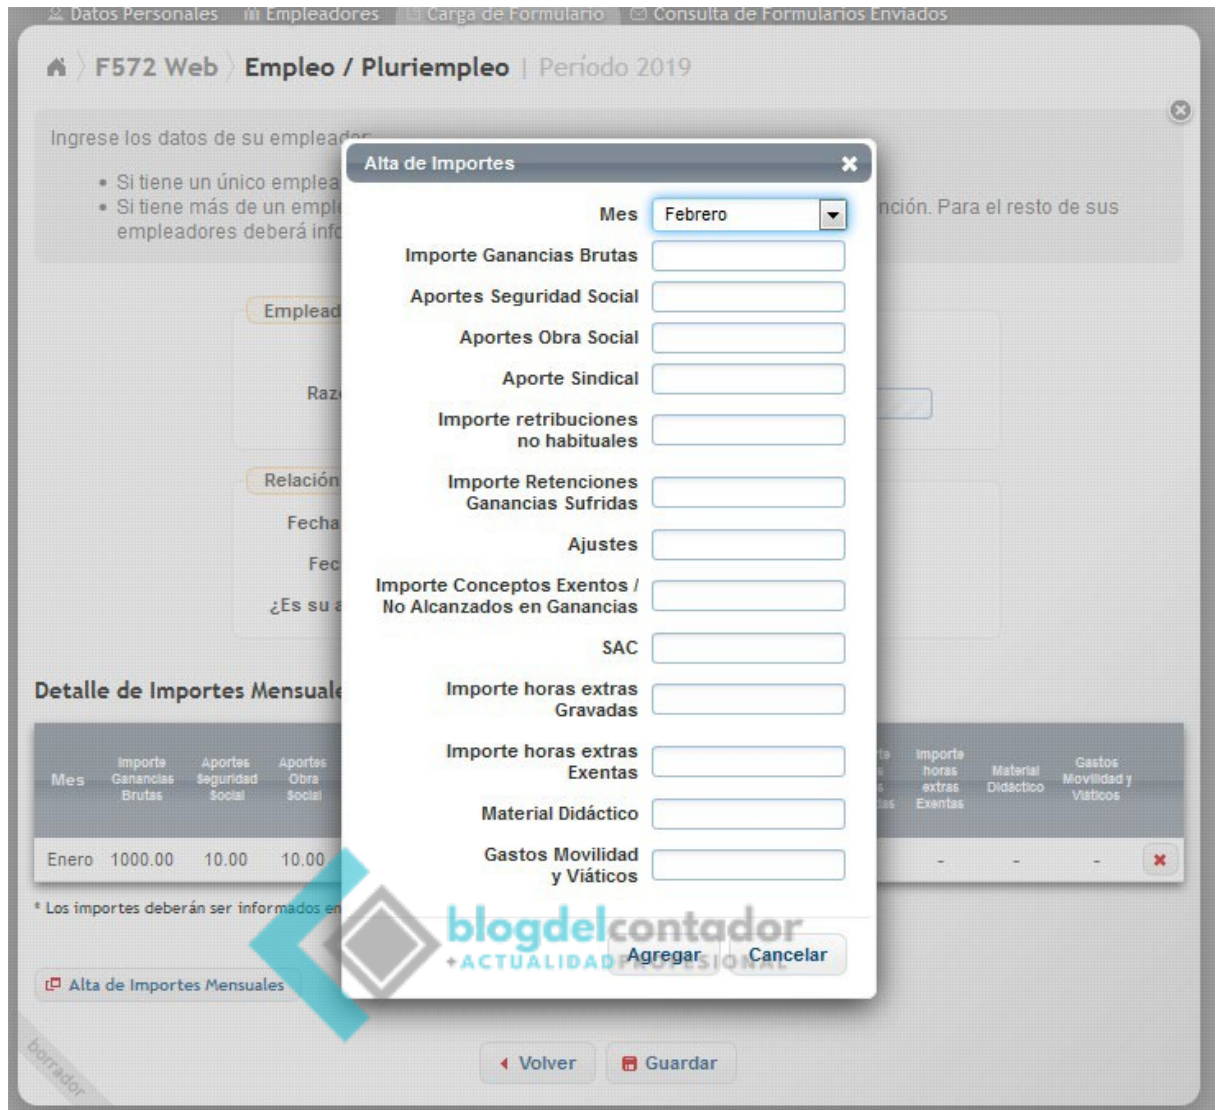 Datos Personales Empleadores Carga de Formulario Consulta de Formularios Enviados
F572 Web Empleo / Pluriempleo | Período 2019
Ingrese los datos de su empleador:
• Si tiene un único
• Si tiene más de un nción. Para el resto de sus
empleadores deberá
Alta de Importes
Mes Febrero
Importe Ganancias Brutas
Aportes Seguridad Social
Aportes Obra Social
Aporte Sindical
Importe retribuciones
no habituales
Importe Retenciones
Ganancias Sufridas
Ajustes
Importe Conceptos Exentos /
No Alcanzados en Ganancias
SAC
Importe horas extras
Gravadas
Importe horas extras
Exentas
Material Didáctico
Gastos Movilidad
y Viáticos
Agregar Cancelar
Emplead
Raz
Relación
Fecha
Fec
¿Es su a
Detalle de Importes Mensuale
Mes
Importe
Ganancias
Brutas
Aportes
Seguridad
Social
Aportes
Obra
Social
Importe
horas
extras
Exentas
Material
Didáctico
Gastos
Movilidad y
Viáticos
Enero 1000.00 10.00 10.00 - - -
* Los importes deberán ser informados en
blogdelcontador
+ACTUALIDADPROFESIONAL
Alta de Importes Mensuales
borrador
Volver Guardar